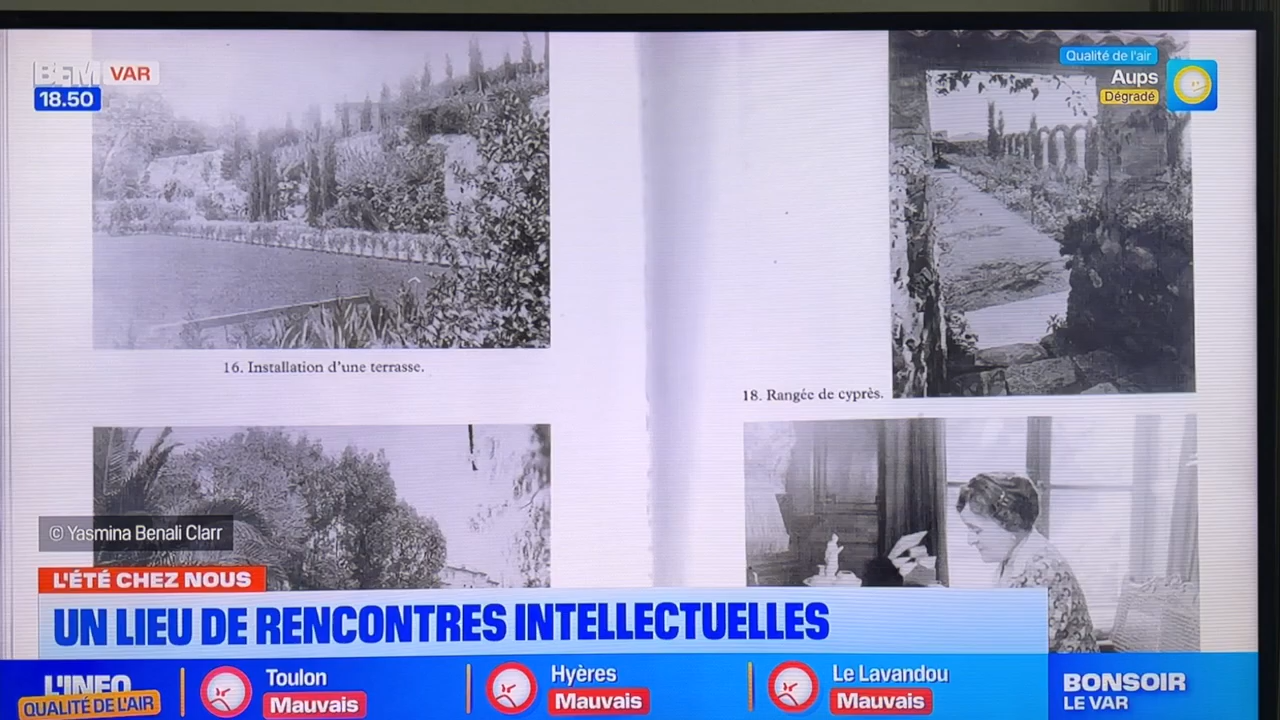 BFM VAR
18.50
Qualité de l'air
Aups
Dégradé
16. Installation d'une terrasse.
18. Rangée de cyprès.
© Yasmina Benali Clarr
L'ÉTÉ CHEZ NOUS
UN LIEU DE RENCONTRES INTELLECTUELLES
L'INFO
QUALITÉ DE L'AIR
Toulon
Mauvais
Hyères
Mauvais
Le Lavandou
Mauvais
BONSOIR
LE VAR